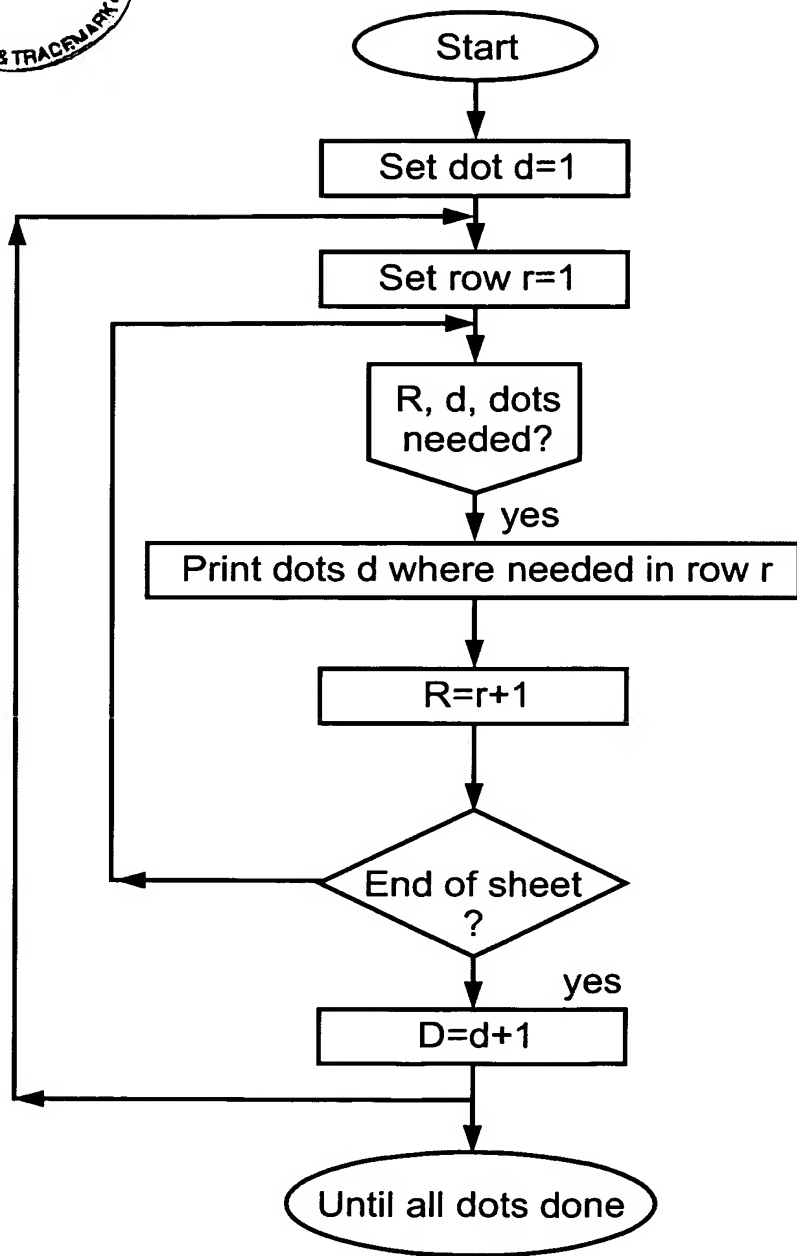 & TRADEMARK
Start
Set dot d=1
Set row r=1
R, d, dots
needed?
yes
Print dots d where needed in row r
R=r+1
End of sheet
?
yes
D=d+1
Until all dots done